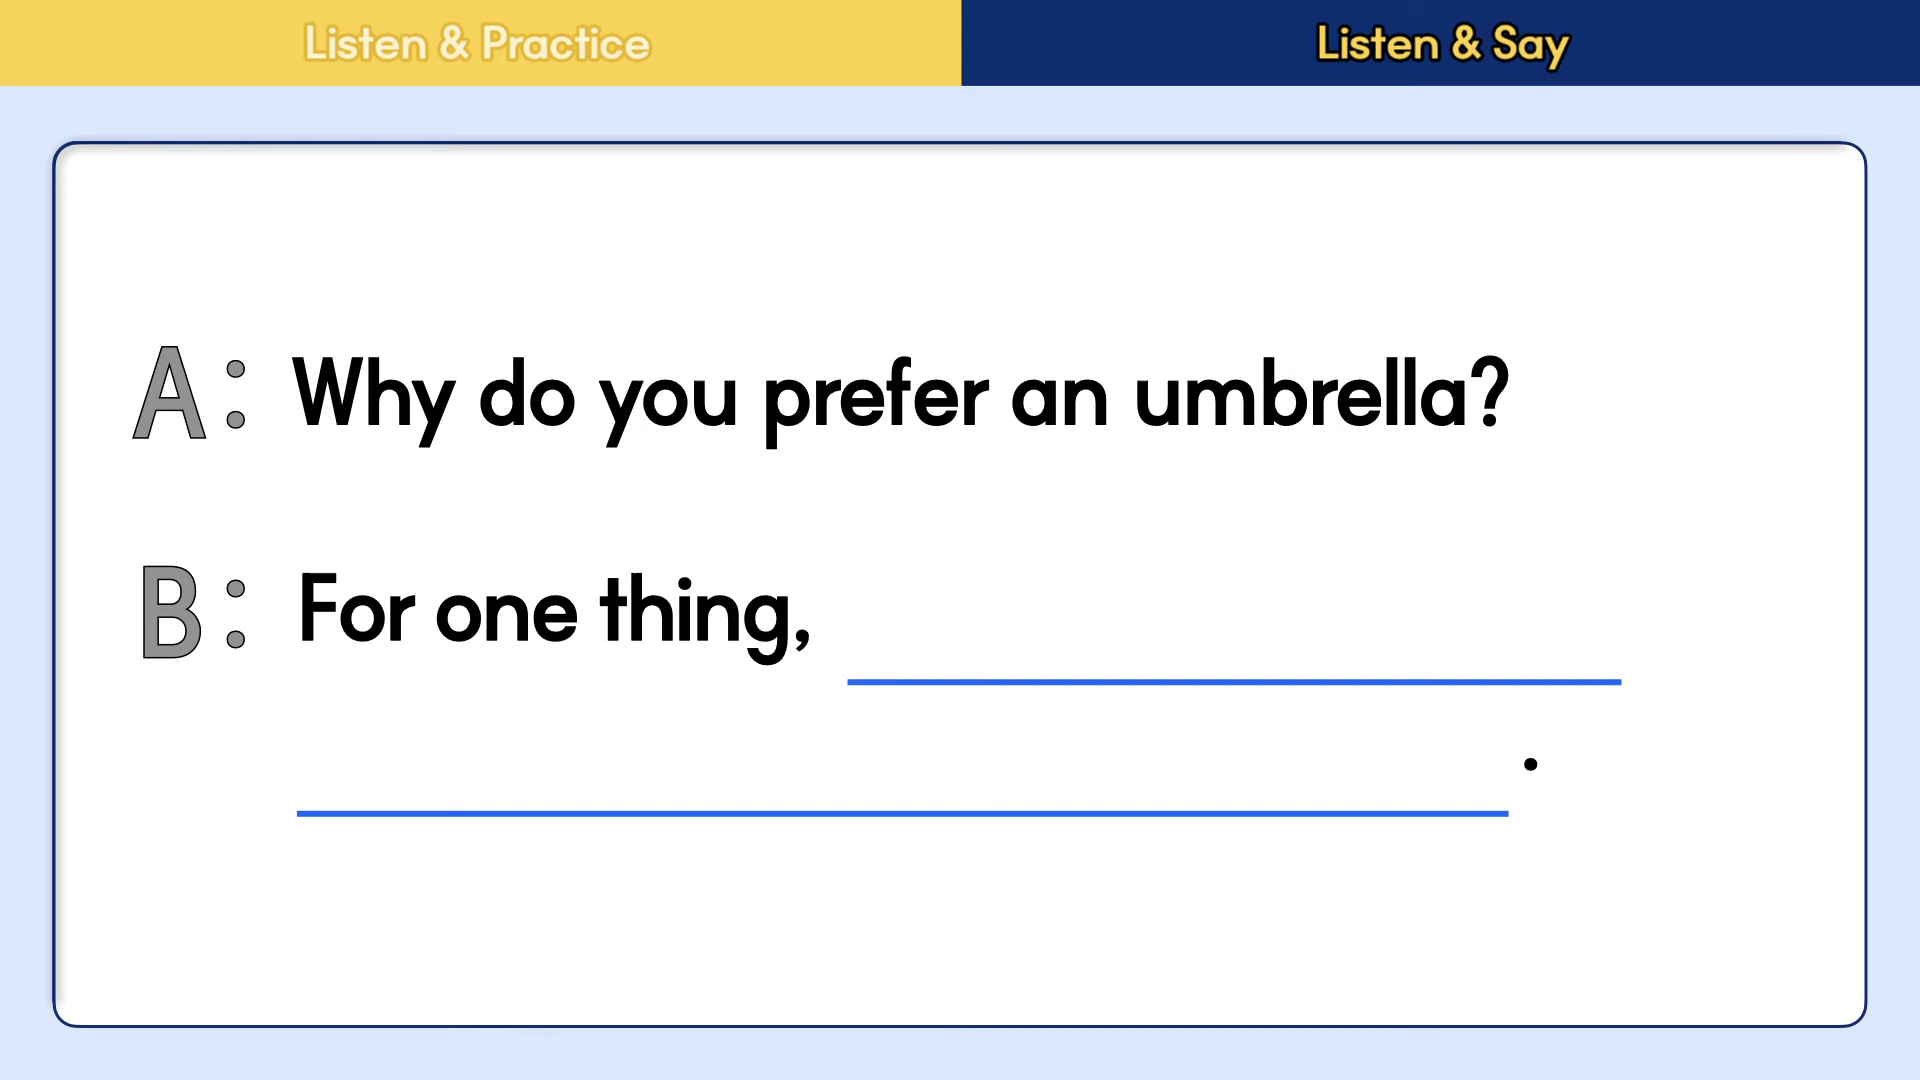 Listen & Practice
Listen & Say
A: Why do you prefer an umbrella?
B: For one thing,
.